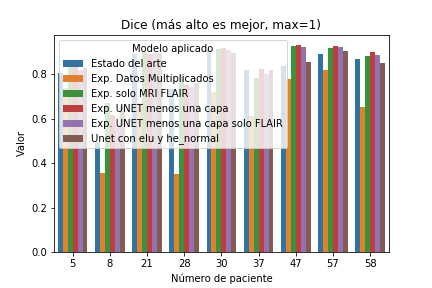 Dice (más alto es mejor, max=1)
Modelo aplicado
Estado del arte
Exp. Datos Multiplicados
Exp. solo MRI FLAIR
Exp. UNET menos una capa
Exp. UNET menos una capa solo FLAIR
Unet con elu y he_normal
Valor
0.8
0.6
0.4
0.2
0.0
5 8 21 28 30 37 47 57 58
Número de paciente